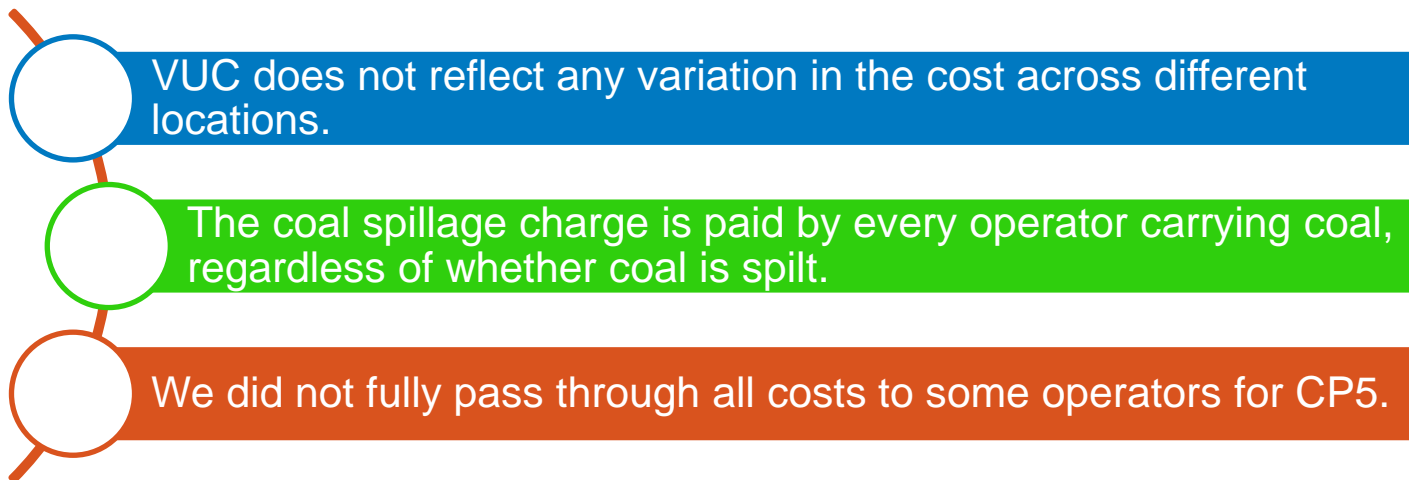 VUC does not reflect any variation in the cost across different
locations.
The coal spillage charge is paid by every operator carrying coal,
regardless of whether coal is spilt.
We did not fully pass through all costs to some operators for CP5.